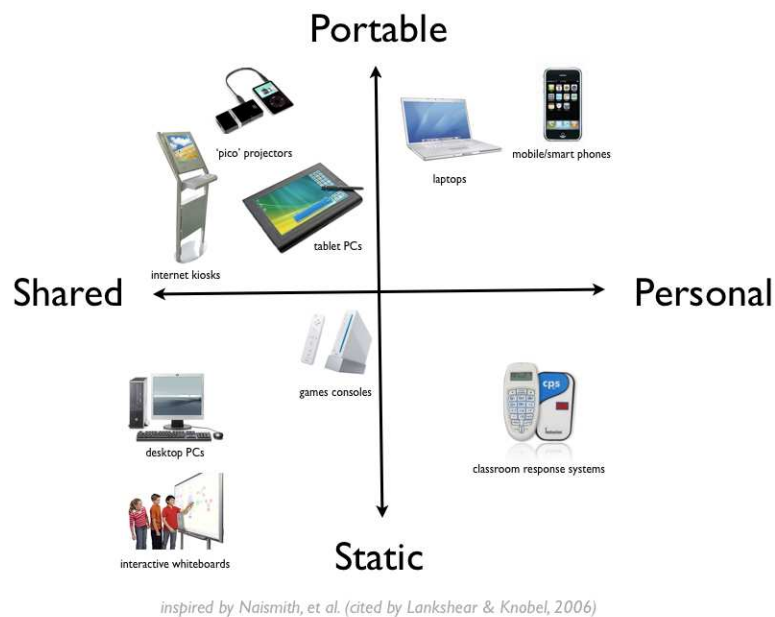 Portable
'pico' projectors
laptops
mobile/smart phones
tablet PCs
internet kiosks
Shared
Personal
games consoles
cps
desktop PCs
classroom response systems
interactive whiteboards
Static
inspired by Naismith, et al. (cited by Lankshear & Knobel, 2006)